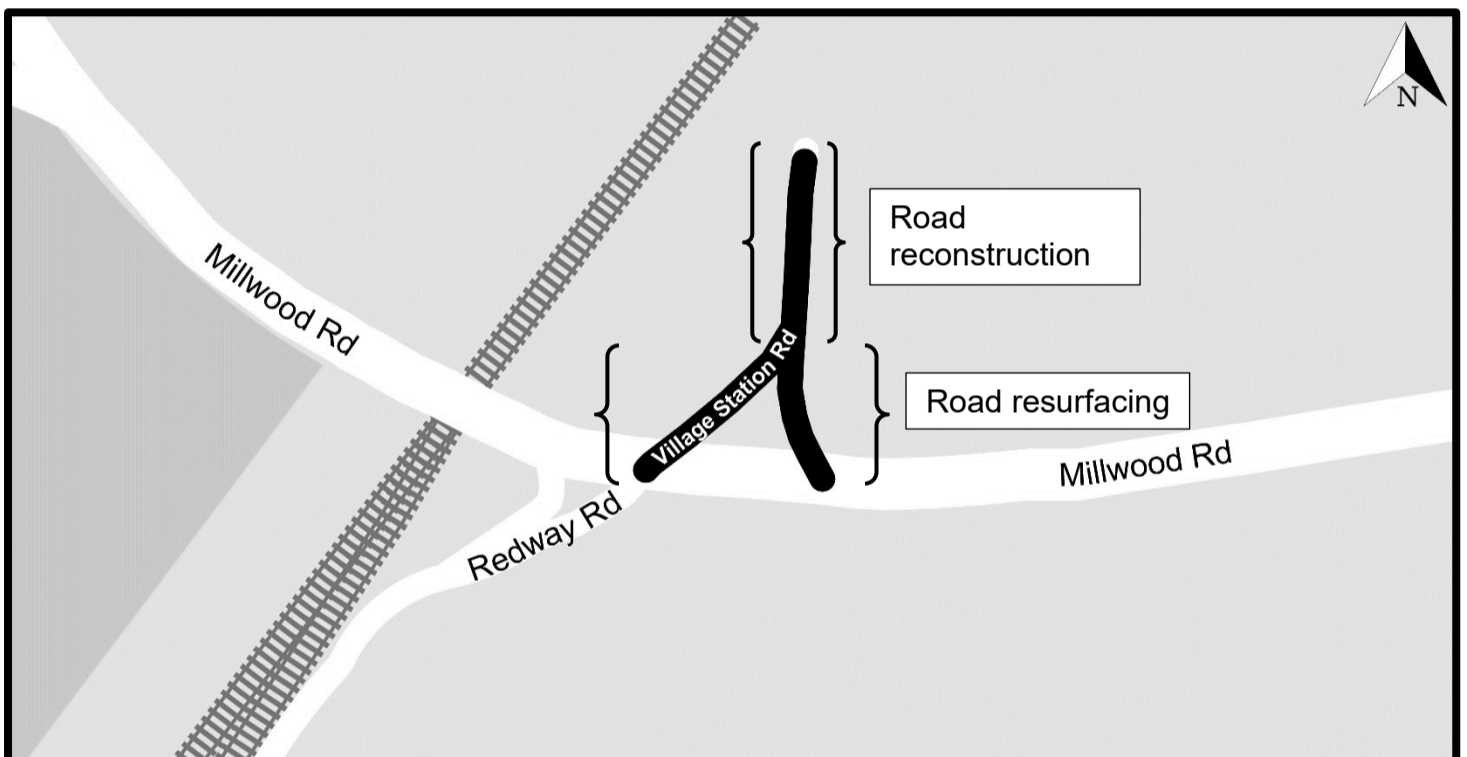 N
Road
reconstruction
Millwood Rd
Village Station Rd
Road resurfacing
Millwood Rd
Redway Rd